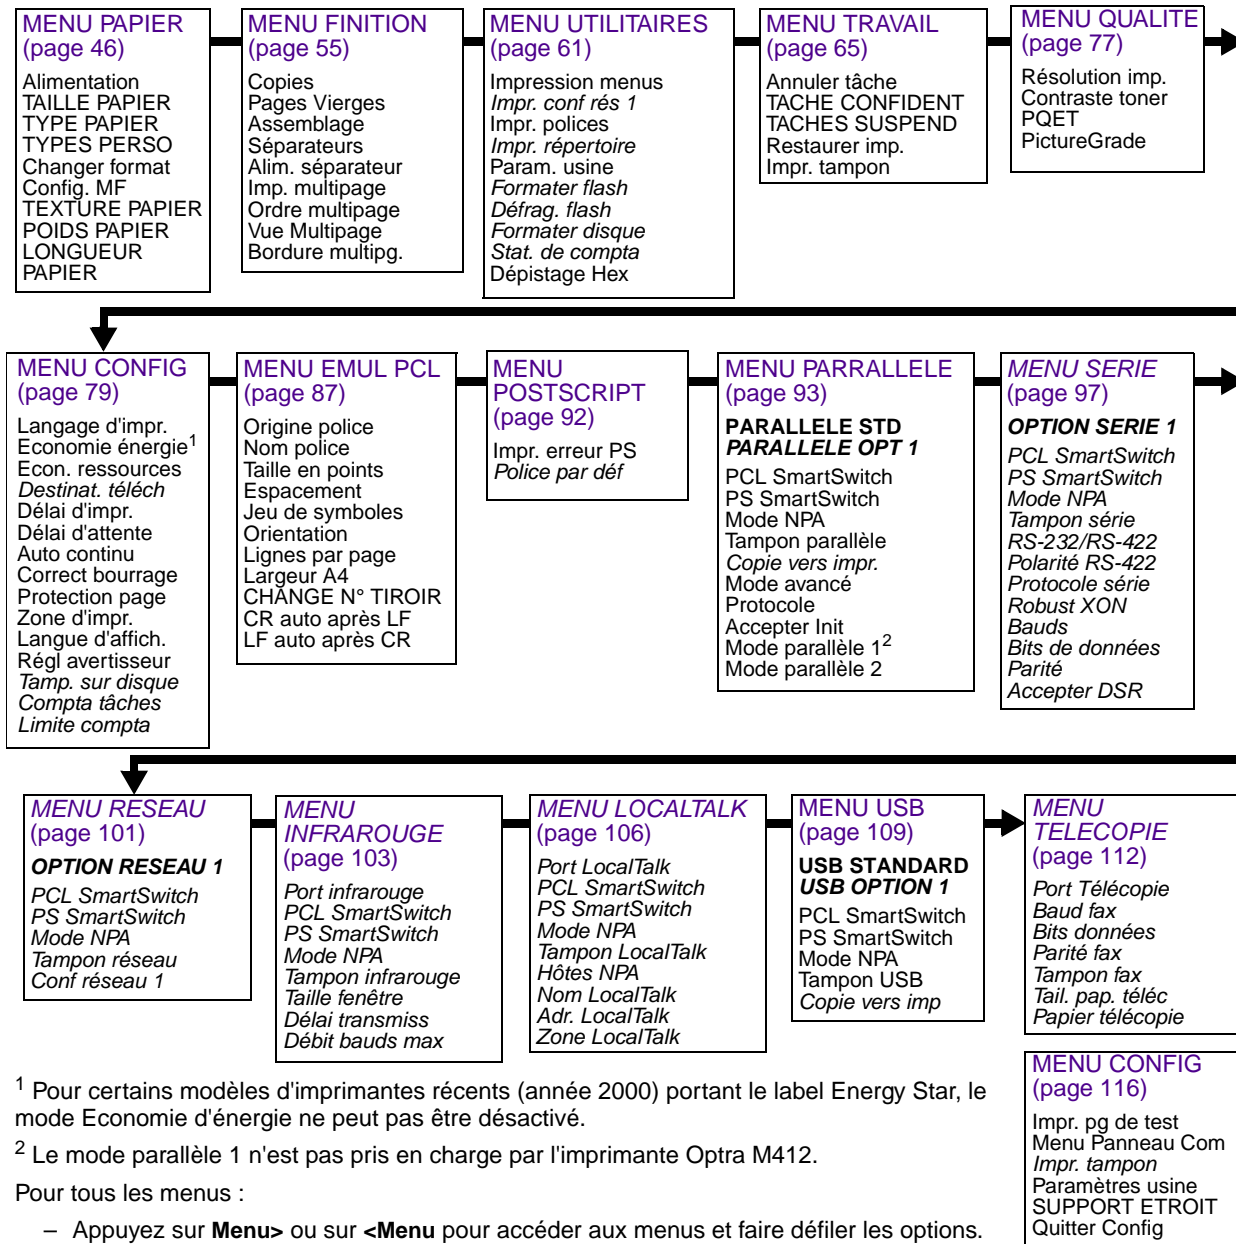 MENU PAPIER
(page 46)
Alimentation
TAILLE PAPIER
TYPE PAPIER
TYPES PERSO
Changer format
Config. MF
TEXTURE PAPIER
POIDS PAPIER
LONGUEUR
PAPIER
MENU FINITION
(page 55)
Copies
Pages Vierges
Assemblage
Séparateurs
Alim. séparateur
Imp. multipage
Ordre multipage
Vue Multipage
Bordure multipg.
MENU UTILITAIRES
(page 61)
Impression menus
Impr. conf rés 1
Impr. polices
Impr. répertoire
Param. usine
Formater flash
Défrag. flash
Formater disque
Stat. de compta
Dépistage Hex
MENU TRAVAIL
(page 65)
Annuler tâche
TACHE CONFIDENT
TACHES SUSPEND
Restaurer imp.
Impr. tampon
MENU QUALITE
(page 77)
Résolution imp.
Contraste toner
PQET
PictureGrade
MENU CONFIG
(page 79)
Langage d'impr.
Economie énergie1
Econ. ressources
Destinat. téléch
Délai d'impr.
Délai d'attente
Auto continu
Correct bourrage
Protection page
Zone d'impr.
Langue d'affich.
Régl avertisseur
Tamp. sur disque
Compta tâches
Limite compta
MENU EMUL PCL
(page 87)
Origine police
Nom police
Taille en points
Espacement
Jeu de symboles
Orientation
Lignes par page
Largeur A4
CHANGE N° TIROIR
CR auto après LF
LF auto après CR
MENU
POSTSCRIPT
(page 92)
Impr. erreur PS
Police par déf
MENU PARRALLELE
(page 93)
PARALLELE STD
PARALLELE OPT 1
PCL SmartSwitch
PS SmartSwitch
Mode NPA
Tampon parallèle
Copie vers impr.
Mode avancé
Protocole
Accepter Init
Mode parallèle 12
Mode parallèle 2
MENU SERIE
(page 97)
OPTION SERIE 1
PCL SmartSwitch
PS SmartSwitch
Mode NPA
Tampon série
RS-232/RS-422
Polarité RS-422
Protocole série
Robust XON
Bauds
Bits de données
Parité
Accepter DSR
MENU RESEAU
(page 101)
OPTION RESEAU 1
PCL SmartSwitch
PS SmartSwitch
Mode NPA
Tampon réseau
Conf réseau 1
MENU
INFRAROUGE
(page 103)
Port infrarouge
PCL SmartSwitch
PS SmartSwitch
Mode NPA
Tampon infrarouge
Taille fenêtre
Délai transmiss
Débit bauds max
MENU LOCALTALK
(page 106)
Port LocalTalk
PCL SmartSwitch
PS SmartSwitch
Mode NPA
Tampon LocalTalk
Hôtes NPA
Nom LocalTalk
Adr. LocalTalk
Zone LocalTalk
MENU USB
(page 109)
USB STANDARD
USB OPTION 1
PCL SmartSwitch
PS SmartSwitch
Mode NPA
Tampon USB
Copie vers imp
MENU
TELECOPIE
(page 112)
Port Télécopie
Baud fax
Bits données
Parité fax
Tampon fax
Tail. pap. téléc
Papier télécopie
MENU CONFIG
(page 116)
Impr. pg de test
Menu Panneau Com
Impr. tampon
Paramètres usine
SUPPORT ETROIT
Quitter Config
1 Pour certains modèles d'imprimantes récents (année 2000) portant le label Energy Star, le
mode Economie d'énergie ne peut pas être désactivé.
2 Le mode parallèle 1 n'est pas pris en charge par l'imprimante Optra M412.
Pour tous les menus :
– Appuyez sur Menu> ou sur <Menu pour accéder aux menus et faire défiler les options.